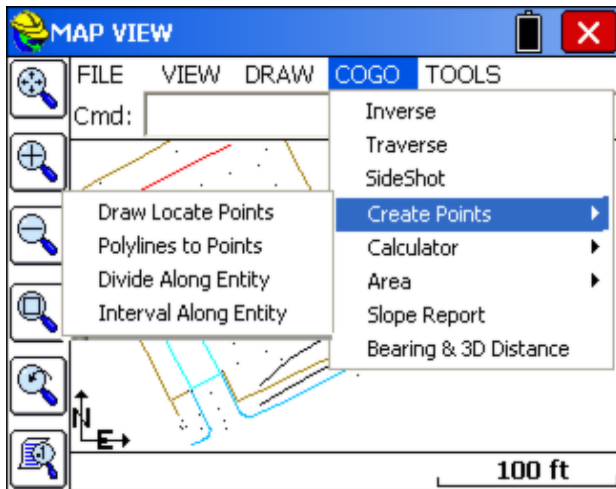 MAP VIEW
FILE VIEW DRAW COGO TOOLS
Cmd:
Inverse
Traverse
SideShot
Create Points
Calculator
Area
Slope Report
Bearing & 3D Distance
Draw Locate Points
Polylines to Points
Divide Along Entity
Interval Along Entity
N
E
100 ft